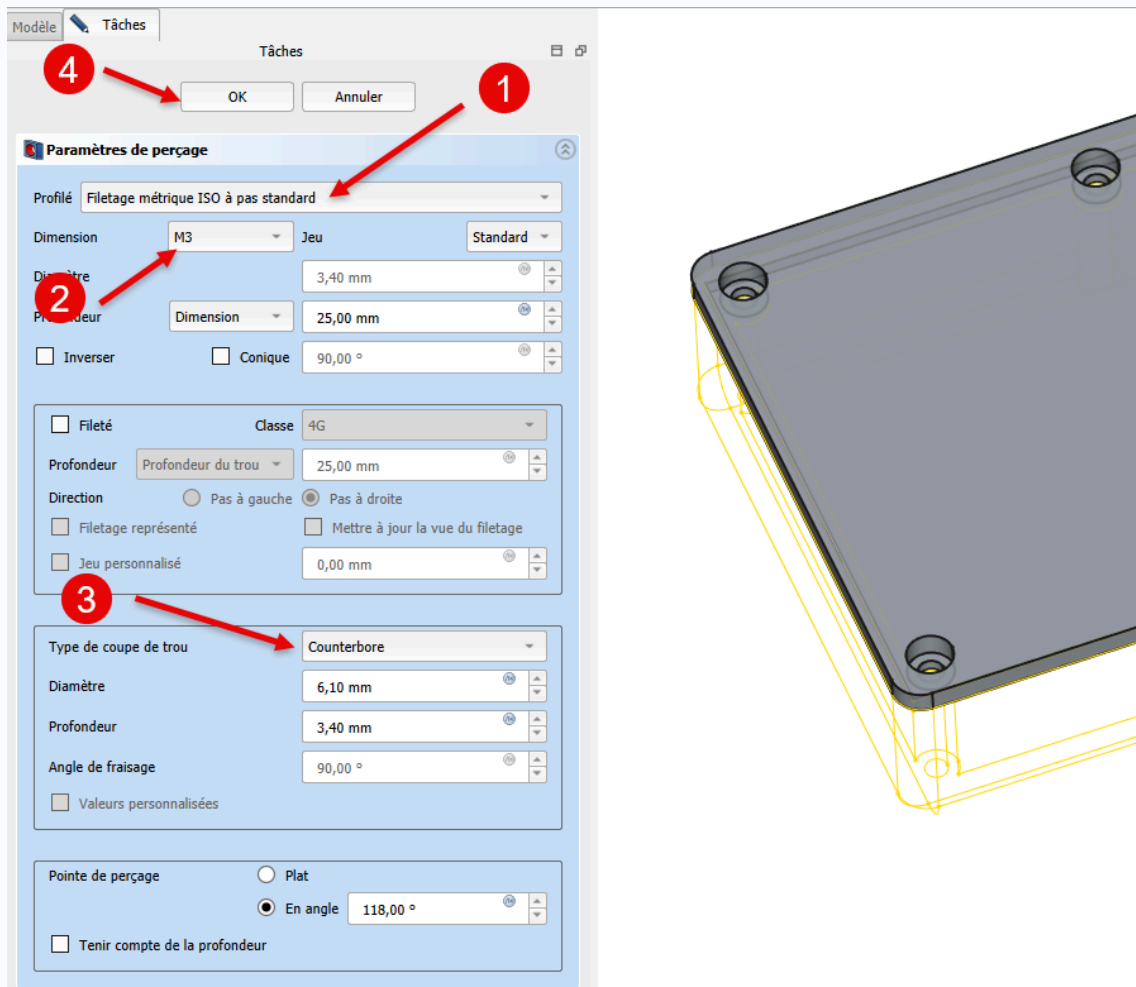 Modèle Tâches
Tâches
4 OK Annuler 1
Paramètres de perçage
Profilé Filetage métrique ISO à pas standard
Dimension M3 Jeu Standard
Diamètre 3,40 mm
2
Profondeur Dimension 25,00 mm
Inverser Conique 90,00 °
Fileté Classe 4G
Profondeur Profondeur du trou 25,00 mm
Direction Pas à gauche Pas à droite
Filetage représenté Mettre à jour la vue du filetage
Jeu personnalisé 0,00 mm
3
Type de coupe de trou Counterbore
Diamètre 6,10 mm
Profondeur 3,40 mm
Angle de fraisage 90,00 °
Valeurs personnalisées
Pointe de perçage Plat
En angle 118,00 °
Tenir compte de la profondeur